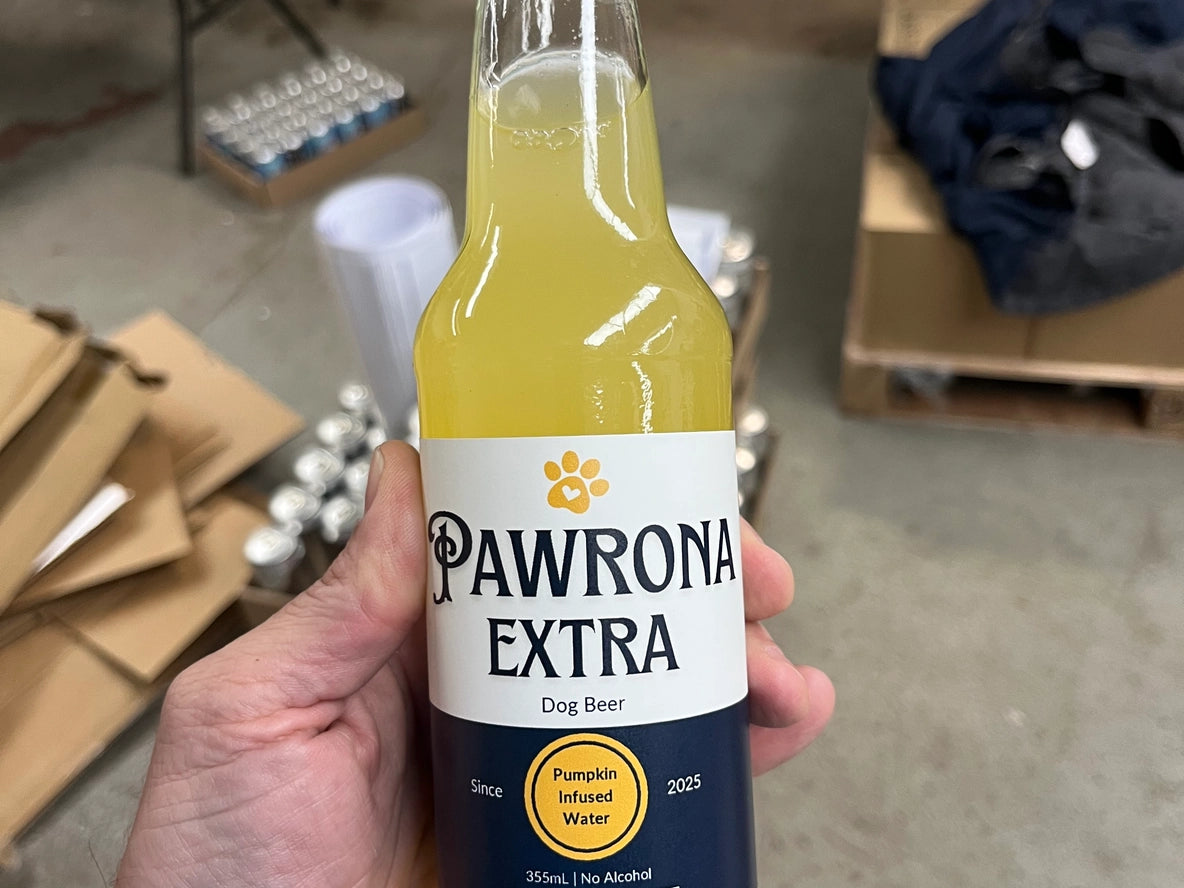 PAWRONA
EXTRA
Dog Beer
Since
Pumpkin
Infused
Water
2025
355mL | No Alcohol